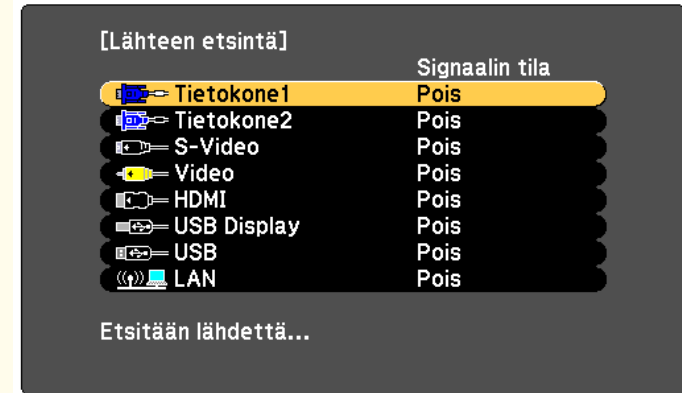 [Lähteen etsintä]
Signaalin tila
Tietokone1 Pois
Tietokone2 Pois
S-Video Pois
Video Pois
HDMI Pois
USB Display Pois
USB Pois
LAN Pois
Etsitään lähdettä...